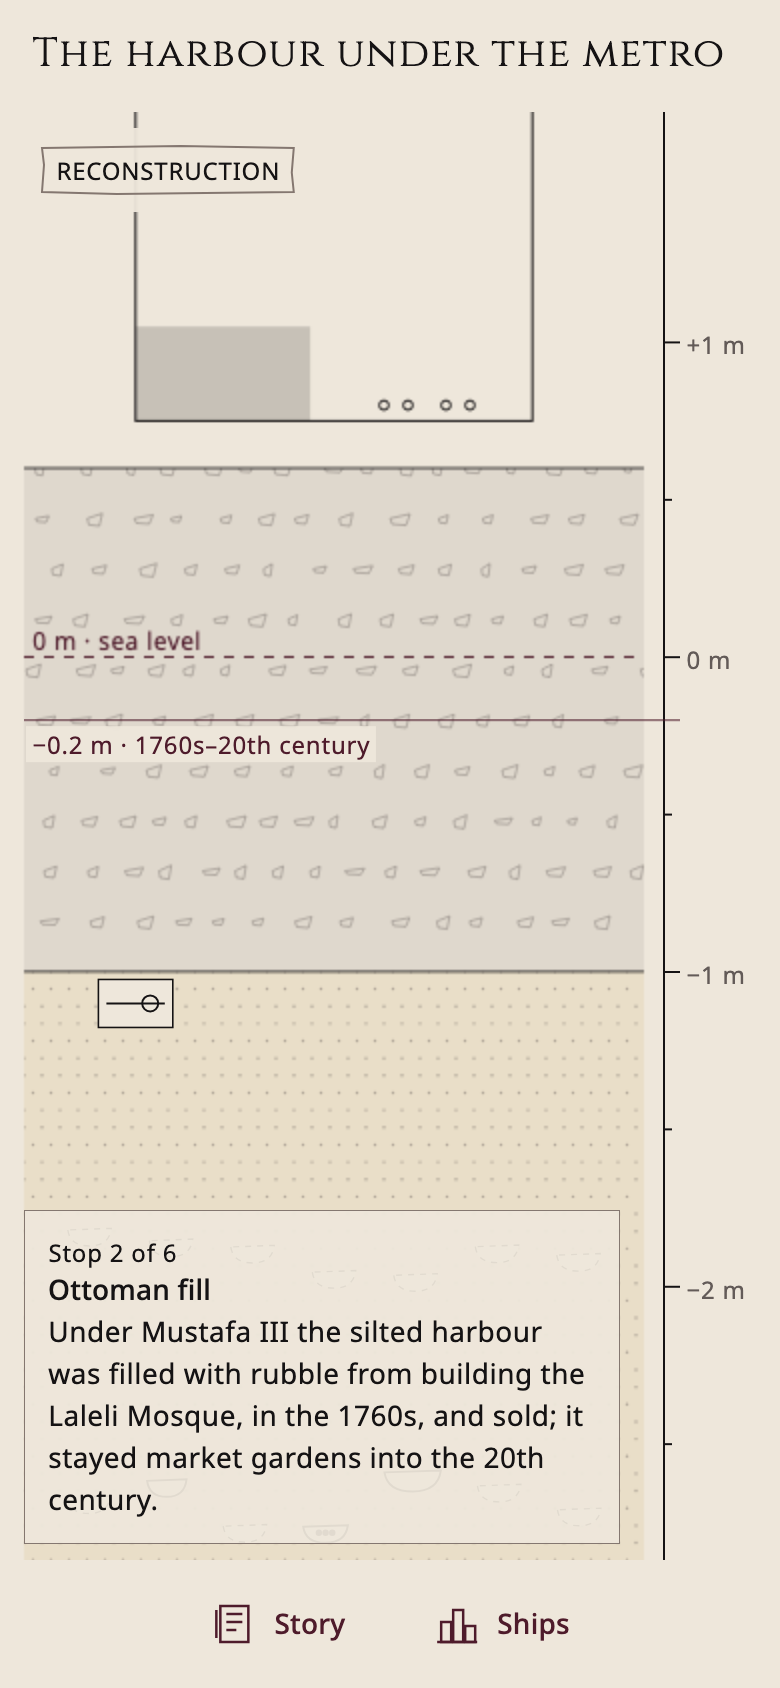 The harbour under the metro
RECONSTRUCTION
+1 m
0 m · sea level
0 m
−0.2 m · 1760s–20th century
−1 m
−2 m
Stop 2 of 6
Ottoman fill
Under Mustafa III the silted harbour
was filled with rubble from building the
Laleli Mosque, in the 1760s, and sold; it
stayed market gardens into the 20th
century.
Story
Ships